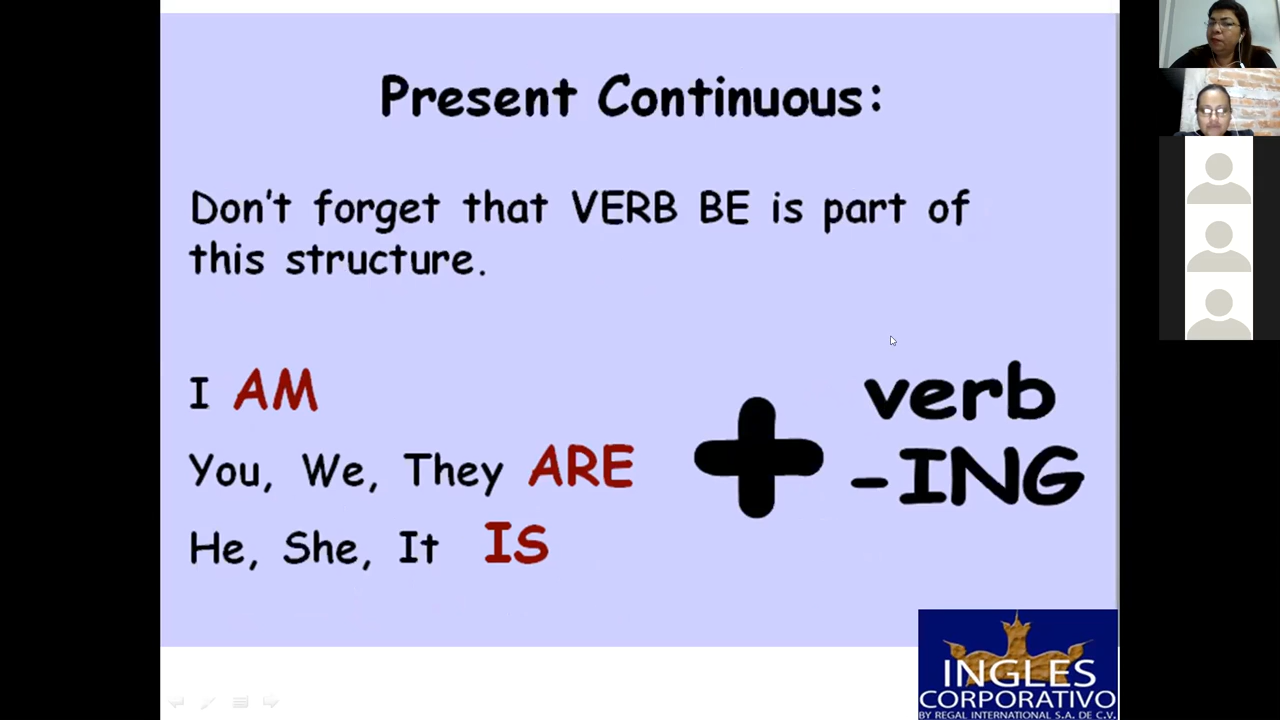 Present Continuous:
Don't forget that VERB BE is part of
this structure.
I AM
You, We, They ARE
He, She, It IS
verb
-ING
INGLES
CORPORATIVO
BY REGAL INTERNATIONAL S.A. DE C.V.